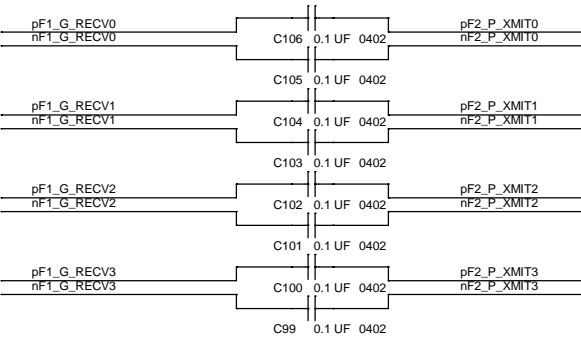 pF1_G_RECV0 pF2_P_XMIT0
nF1_G_RECV0 C106 0.1 UF 0402 nF2_P_XMIT0
C105 0.1 UF 0402
pF1_G_RECV1 pF2_P_XMIT1
nF1_G_RECV1 C104 0.1 UF 0402 nF2_P_XMIT1
C103 0.1 UF 0402
pF1_G_RECV2 pF2_P_XMIT2
nF1_G_RECV2 C102 0.1 UF 0402 nF2_P_XMIT2
C101 0.1 UF 0402
pF1_G_RECV3 pF2_P_XMIT3
nF1_G_RECV3 C100 0.1 UF 0402 nF2_P_XMIT3
C99 0.1 UF 0402